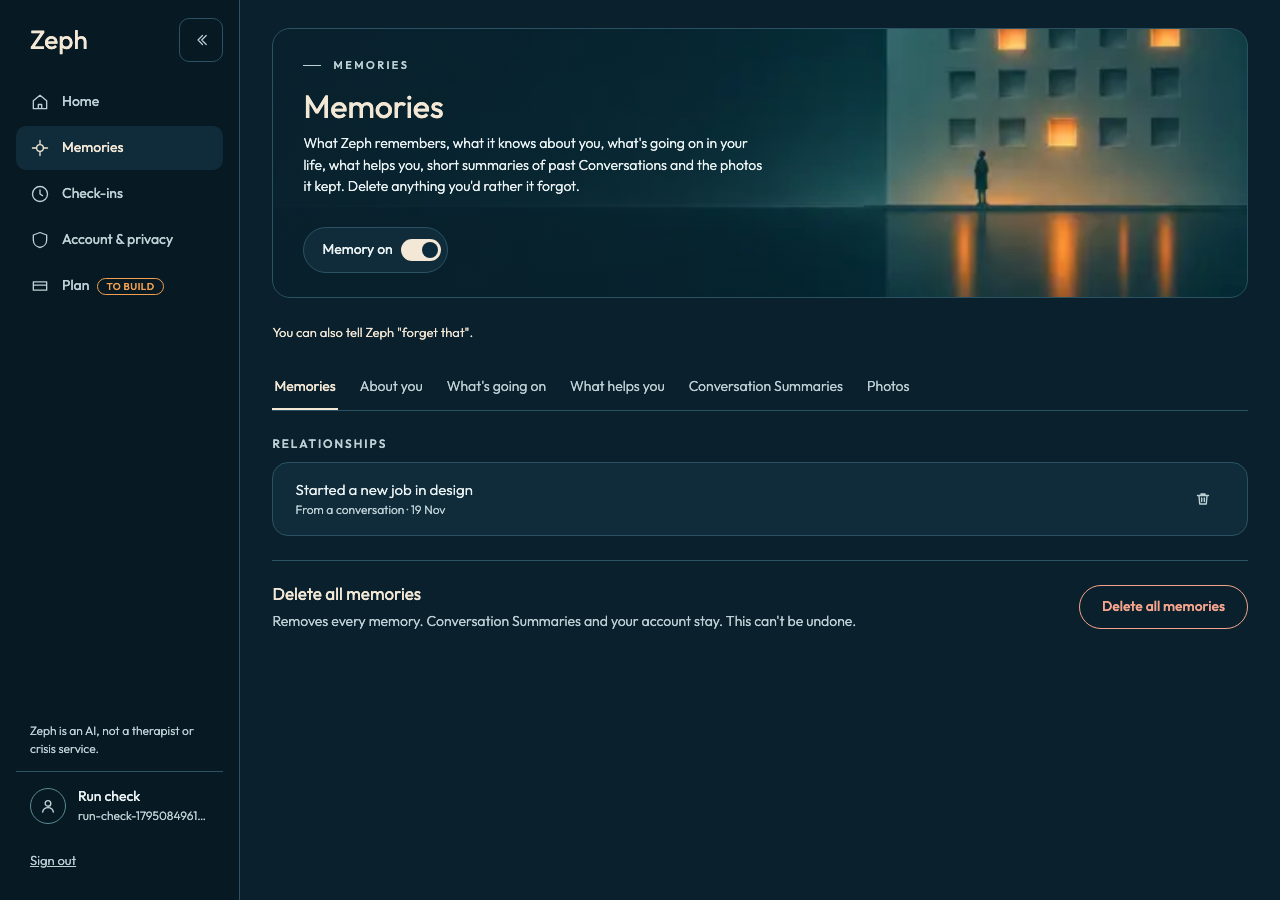 Zeph
Home
Memories
Check-ins
Account & privacy
Plan TO BUILD
Zeph is an AI, not a therapist or
crisis service.
Run check
run-check-1795084961...
Sign out
MEMORIES
Memories
What Zeph remembers, what it knows about you, what's going on in your
life, what helps you, short summaries of past Conversations and the photos
it kept. Delete anything you'd rather it forgot.
Memory on
You can also tell Zeph "forget that".
Memories About you What's going on What helps you Conversation Summaries Photos
RELATIONSHIPS
Started a new job in design
From a conversation · 19 Nov
Delete all memories
Removes every memory. Conversation Summaries and your account stay. This can't be undone.
Delete all memories